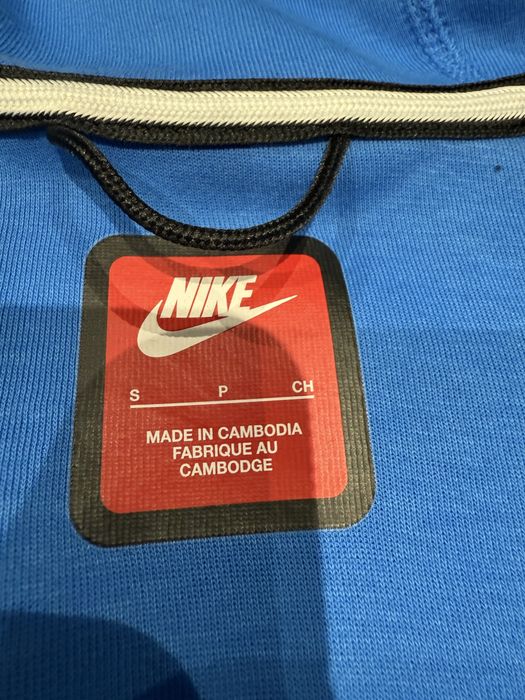 NIKE
S P CH
MADE IN CAMBODIA
FABRIQUE AU
CAMBODGE